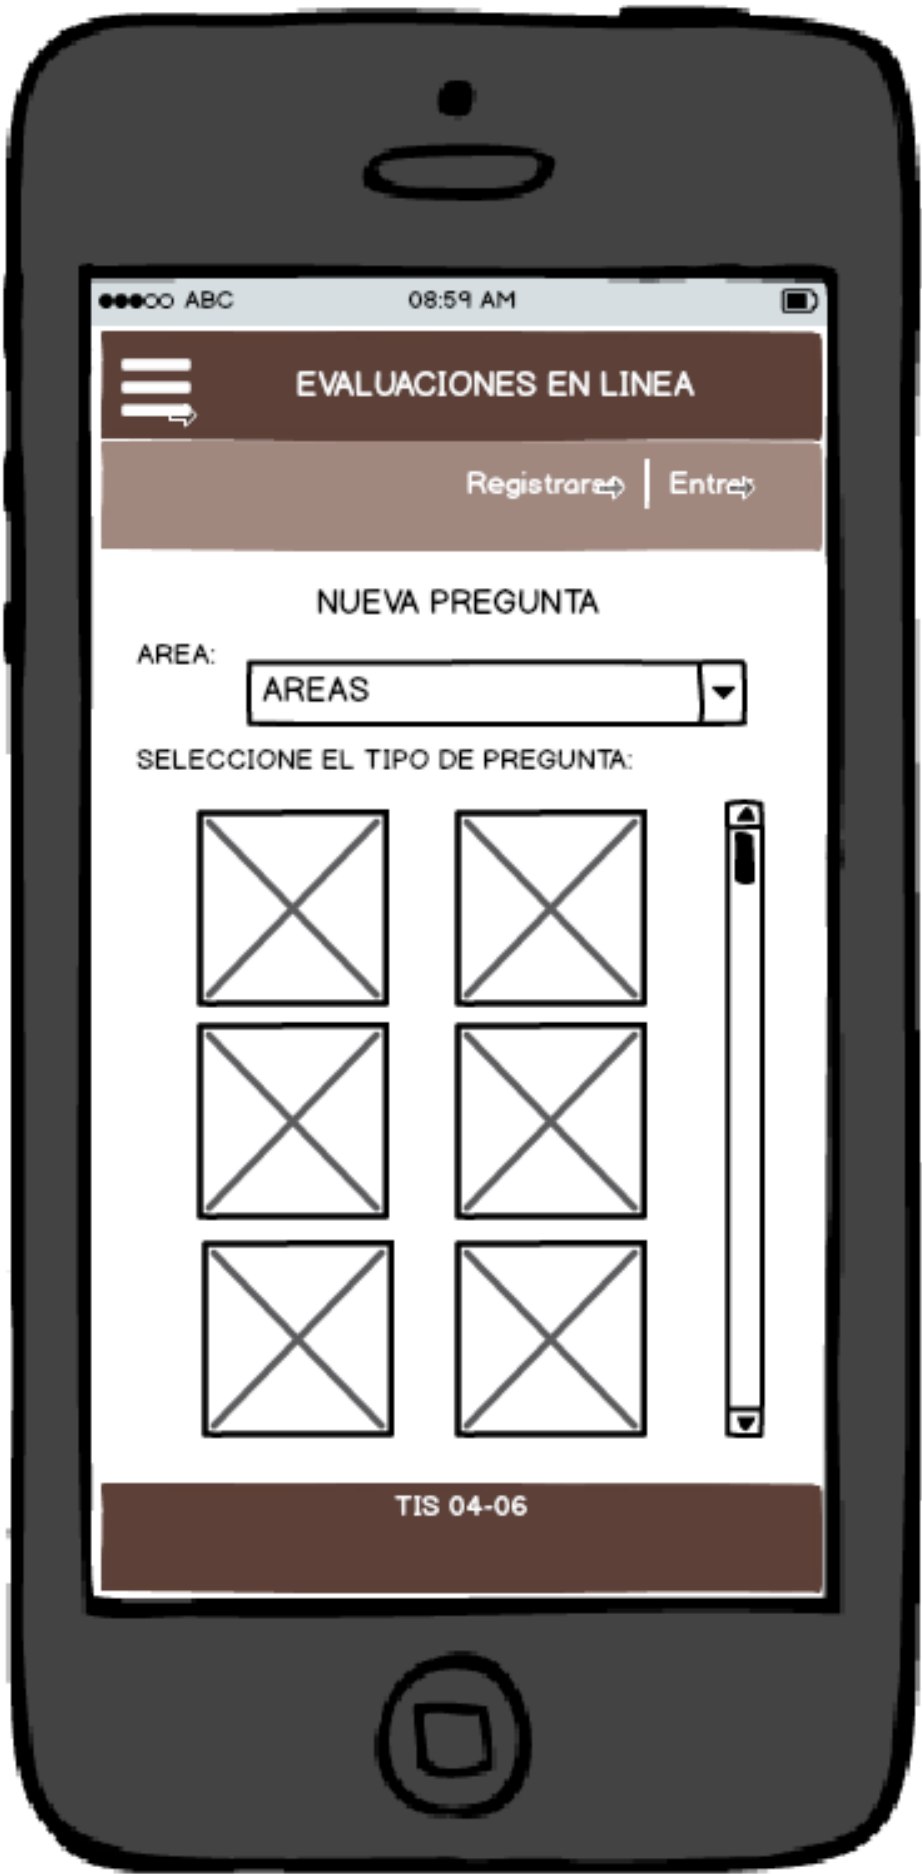 ABC 08:59 AM
EVALUACIONES EN LINEA
Registrarse | Entrar
NUEVA PREGUNTA
AREA:
AREAS
SELECCIONE EL TIPO DE PREGUNTA:
TIS 04-06